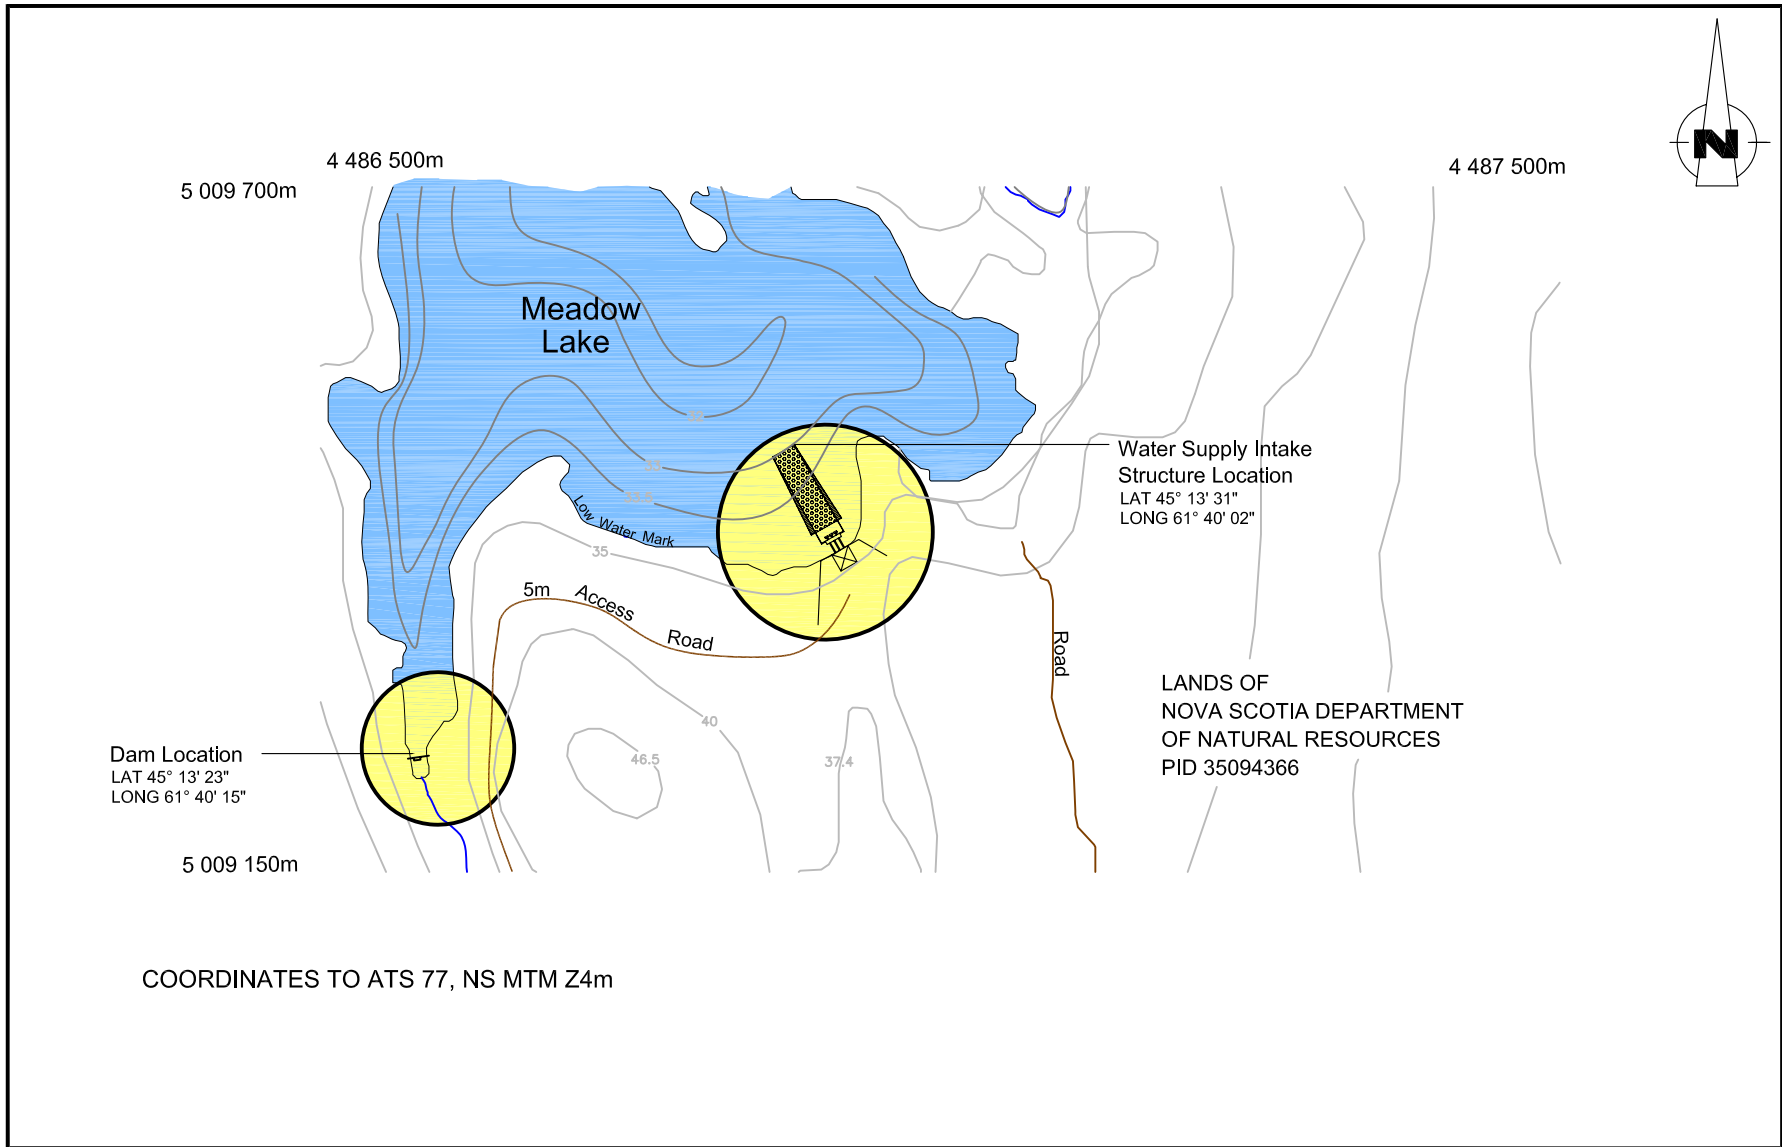 4 486 500m
4 487 500m
5 009 700m
N
Meadow
Lake
33
33.5
Low Water Mark
35
Water Supply Intake
Structure Location
LAT 45° 13' 31"
LONG 61° 40' 02"
5m Access Road
Road
LANDS OF
NOVA SCOTIA DEPARTMENT
OF NATURAL RESOURCES
PID 35094366
40
46.5
37.4
Dam Location
LAT 45° 13' 23"
LONG 61° 40' 15"
5 009 150m
COORDINATES TO ATS 77, NS MTM Z4m